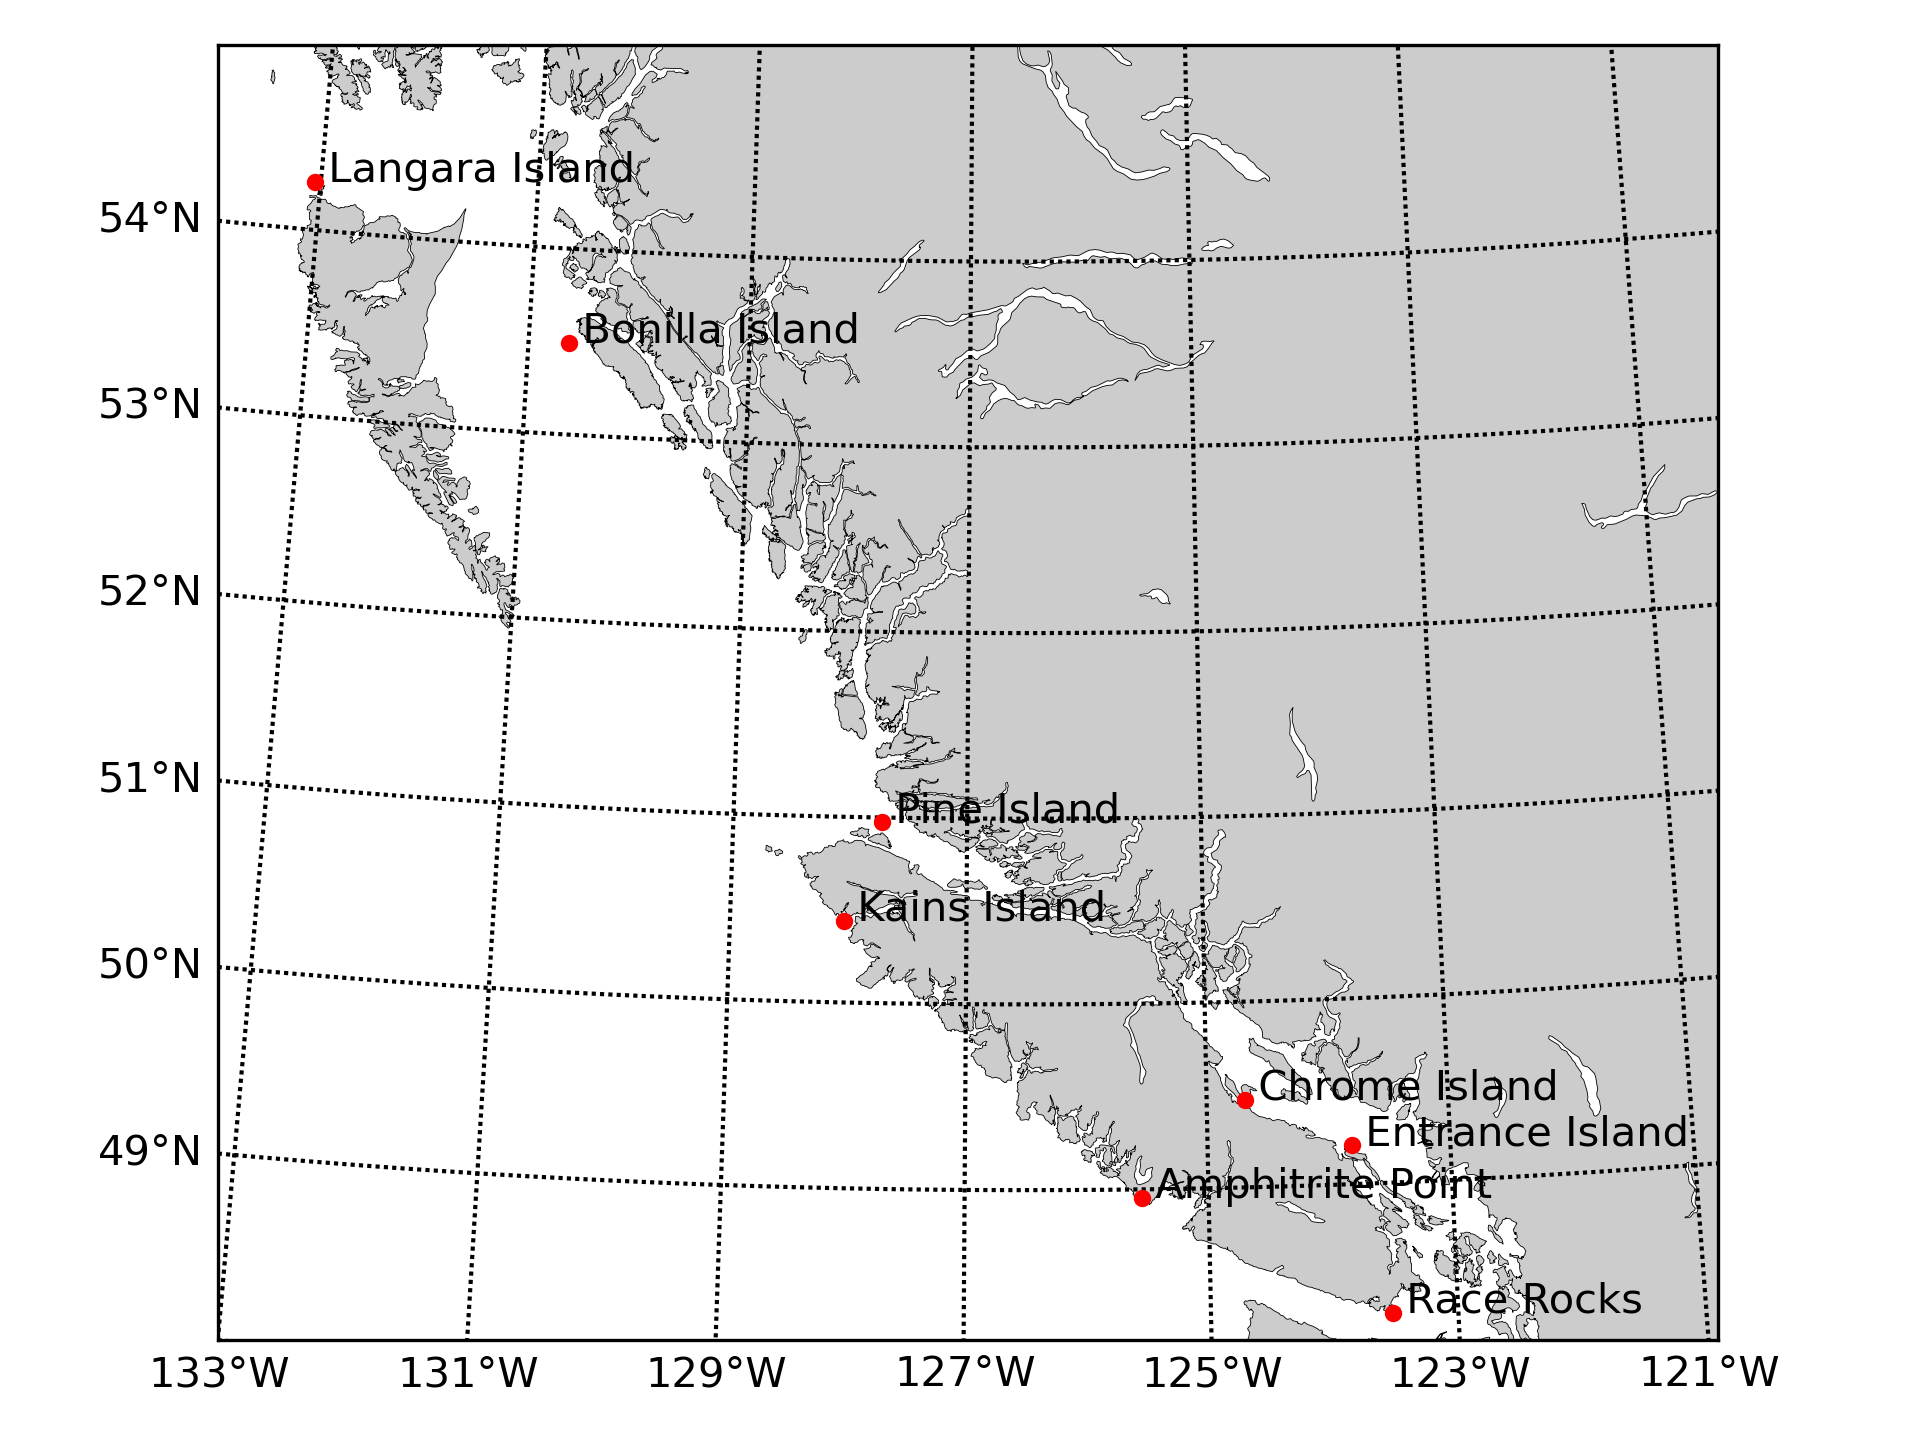 Langara Island
54°N
Bonilla Island
53°N
52°N
51°N
Pine Island
Kains Island
50°N
Chrome Island
Entrance Island
49°N
Amphitrite Point
Race Rocks
133°W 131°W 129°W 127°W 125°W 123°W 121°W